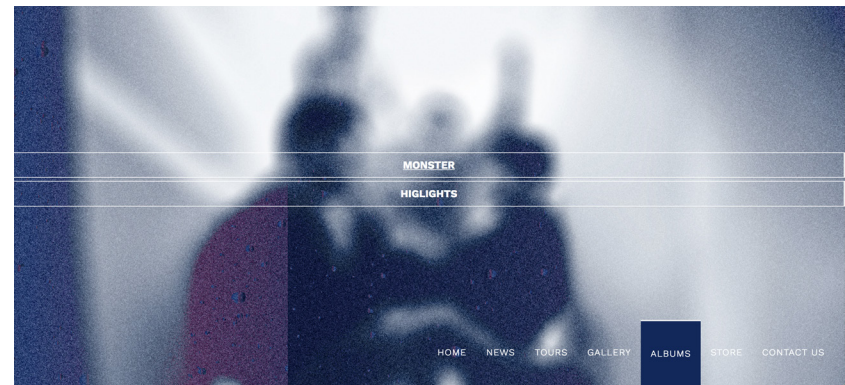 MONSTER
HIGLIGHTS
HOME NEWS TOURS GALLERY ALBUMS STORE CONTACT US